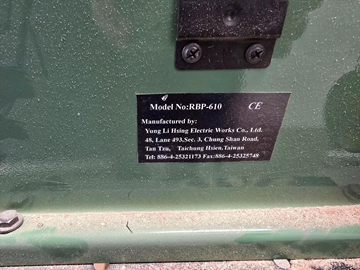 Model No:RBP-610 CE
Manufactured by:
Yung Li Hsing Electric Works Co., Ltd.
48, Lane 493,Sec. 3, Chung Shan Road,
Tan Tzu, Taichung Hsien,Taiwan
Tel: 886-4-25321173 Fax:886-4-25325748